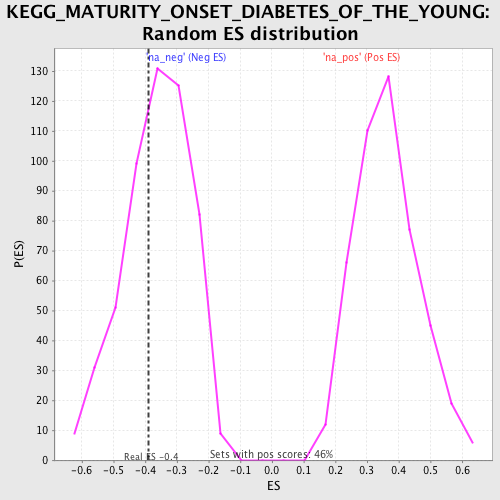 KEGG_MATURITY_ONSET_DIABETES_OF_THE_YOUNG:
Random ES distribution
'na_neg' (Neg ES)
'na_pos' (Pos ES)
130
120
110
100
90
80
70
60
50
40
30
20
10
0
P(ES)
Real ES -0.4
Sets with pos scores: 46%
-0.6 -0.5 -0.4 -0.3 -0.2 -0.1 0.0 0.1 0.2 0.3 0.4 0.5 0.6
ES